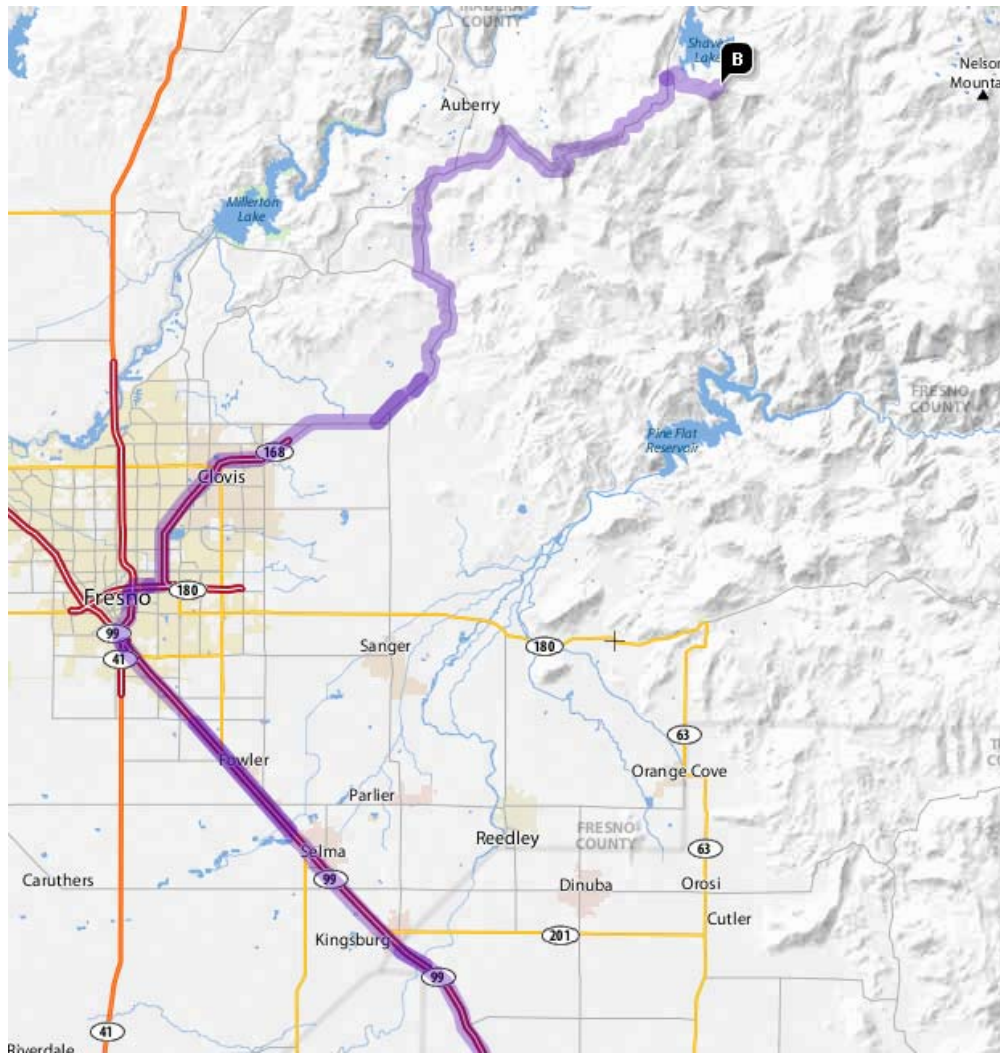 MADERA
COUNTY
Shaver
Lake
B
Nelson
Mounta
Auberry
Millerton
Lake
FRESNO
COUNTY
Pine Flat
Reservoir
168
Clovis
180
Fresno
99
41
Sanger
180
63
Fowler
Orange Cove
Parlier
FRESNO
COUNTY
Reedley
Selma
63
99
Caruthers
Dinuba
Orosi
Cutler
Kingsburg
201
99
41
Riverdale